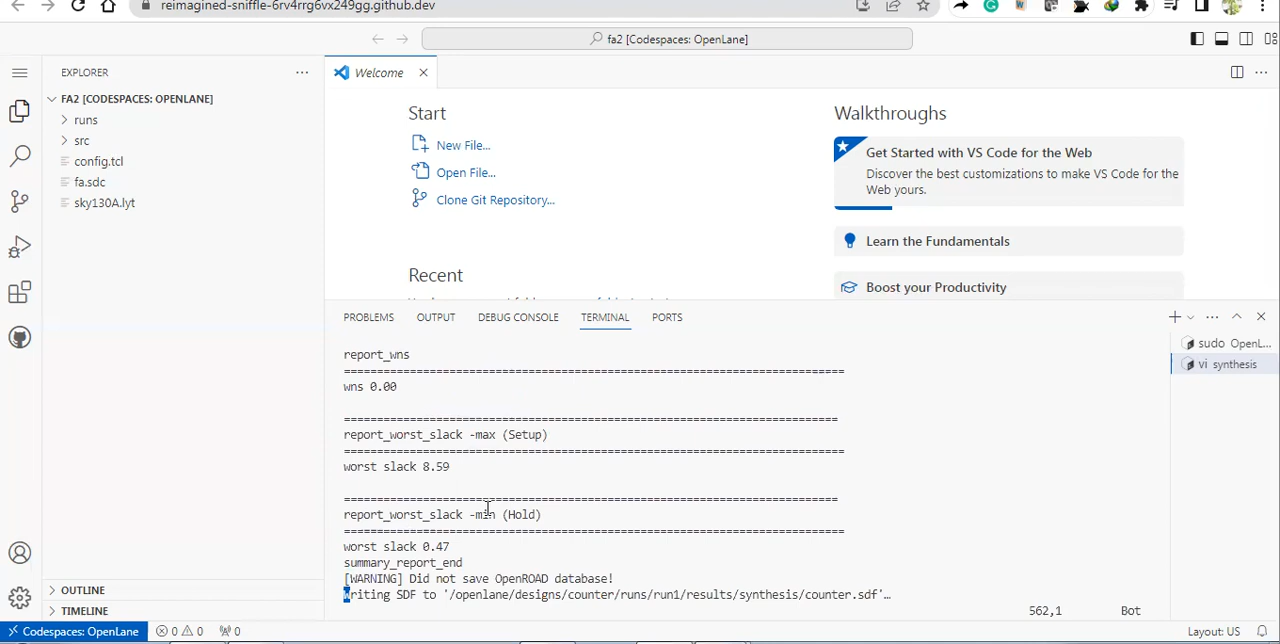 reimagined-sniffle-6rv4rrg6vx249gg.github.dev
fa2 [Codespaces: OpenLane]
EXPLORER
Welcome
FA2 [CODESPACES: OPENLANE]
runs
src
config.tcl
fa.sdc
sky130A.lyt
OUTLINE
TIMELINE
Start
New File...
Open File...
Clone Git Repository...
Recent
Walkthroughs
Get Started with VS Code for the Web
Discover the best customizations to make VS Code for the
Web yours.
Learn the Fundamentals
Boost your Productivity
PROBLEMS OUTPUT DEBUG CONSOLE TERMINAL PORTS
report_wns
===========================================================================
wns 0.00
===========================================================================
report_worst_slack -max (Setup)
===========================================================================
worst slack 8.59
===========================================================================
report_worst_slack -min (Hold)
===========================================================================
worst slack 0.47
summary_report_end
[WARNING] Did not save OpenROAD database!
Writing SDF to '/openlane/designs/counter/runs/run1/results/synthesis/counter.sdf'…
562,1 Bot
sudo OpenL...
vi synthesis
Codespaces: OpenLane 0 0 0 Layout: US